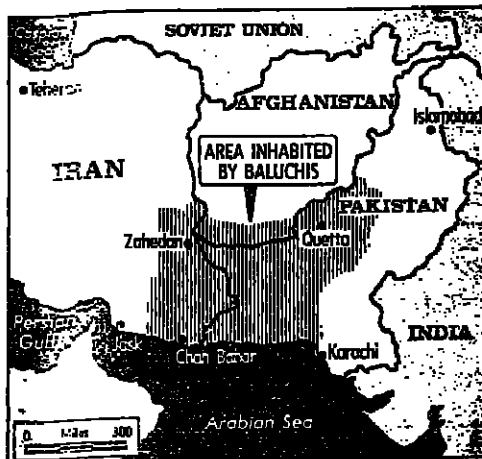 SOVIET UNION
Teheran
AFGHANISTAN
Islamabad
IRAN
AREA INHABITED
BY BALUCHIS
PAKISTAN
Zahedan
Quetta
Persian
Gulf
Jask
Chah Bahar
Karachi
INDIA
Arabian Sea
0 Miles 300